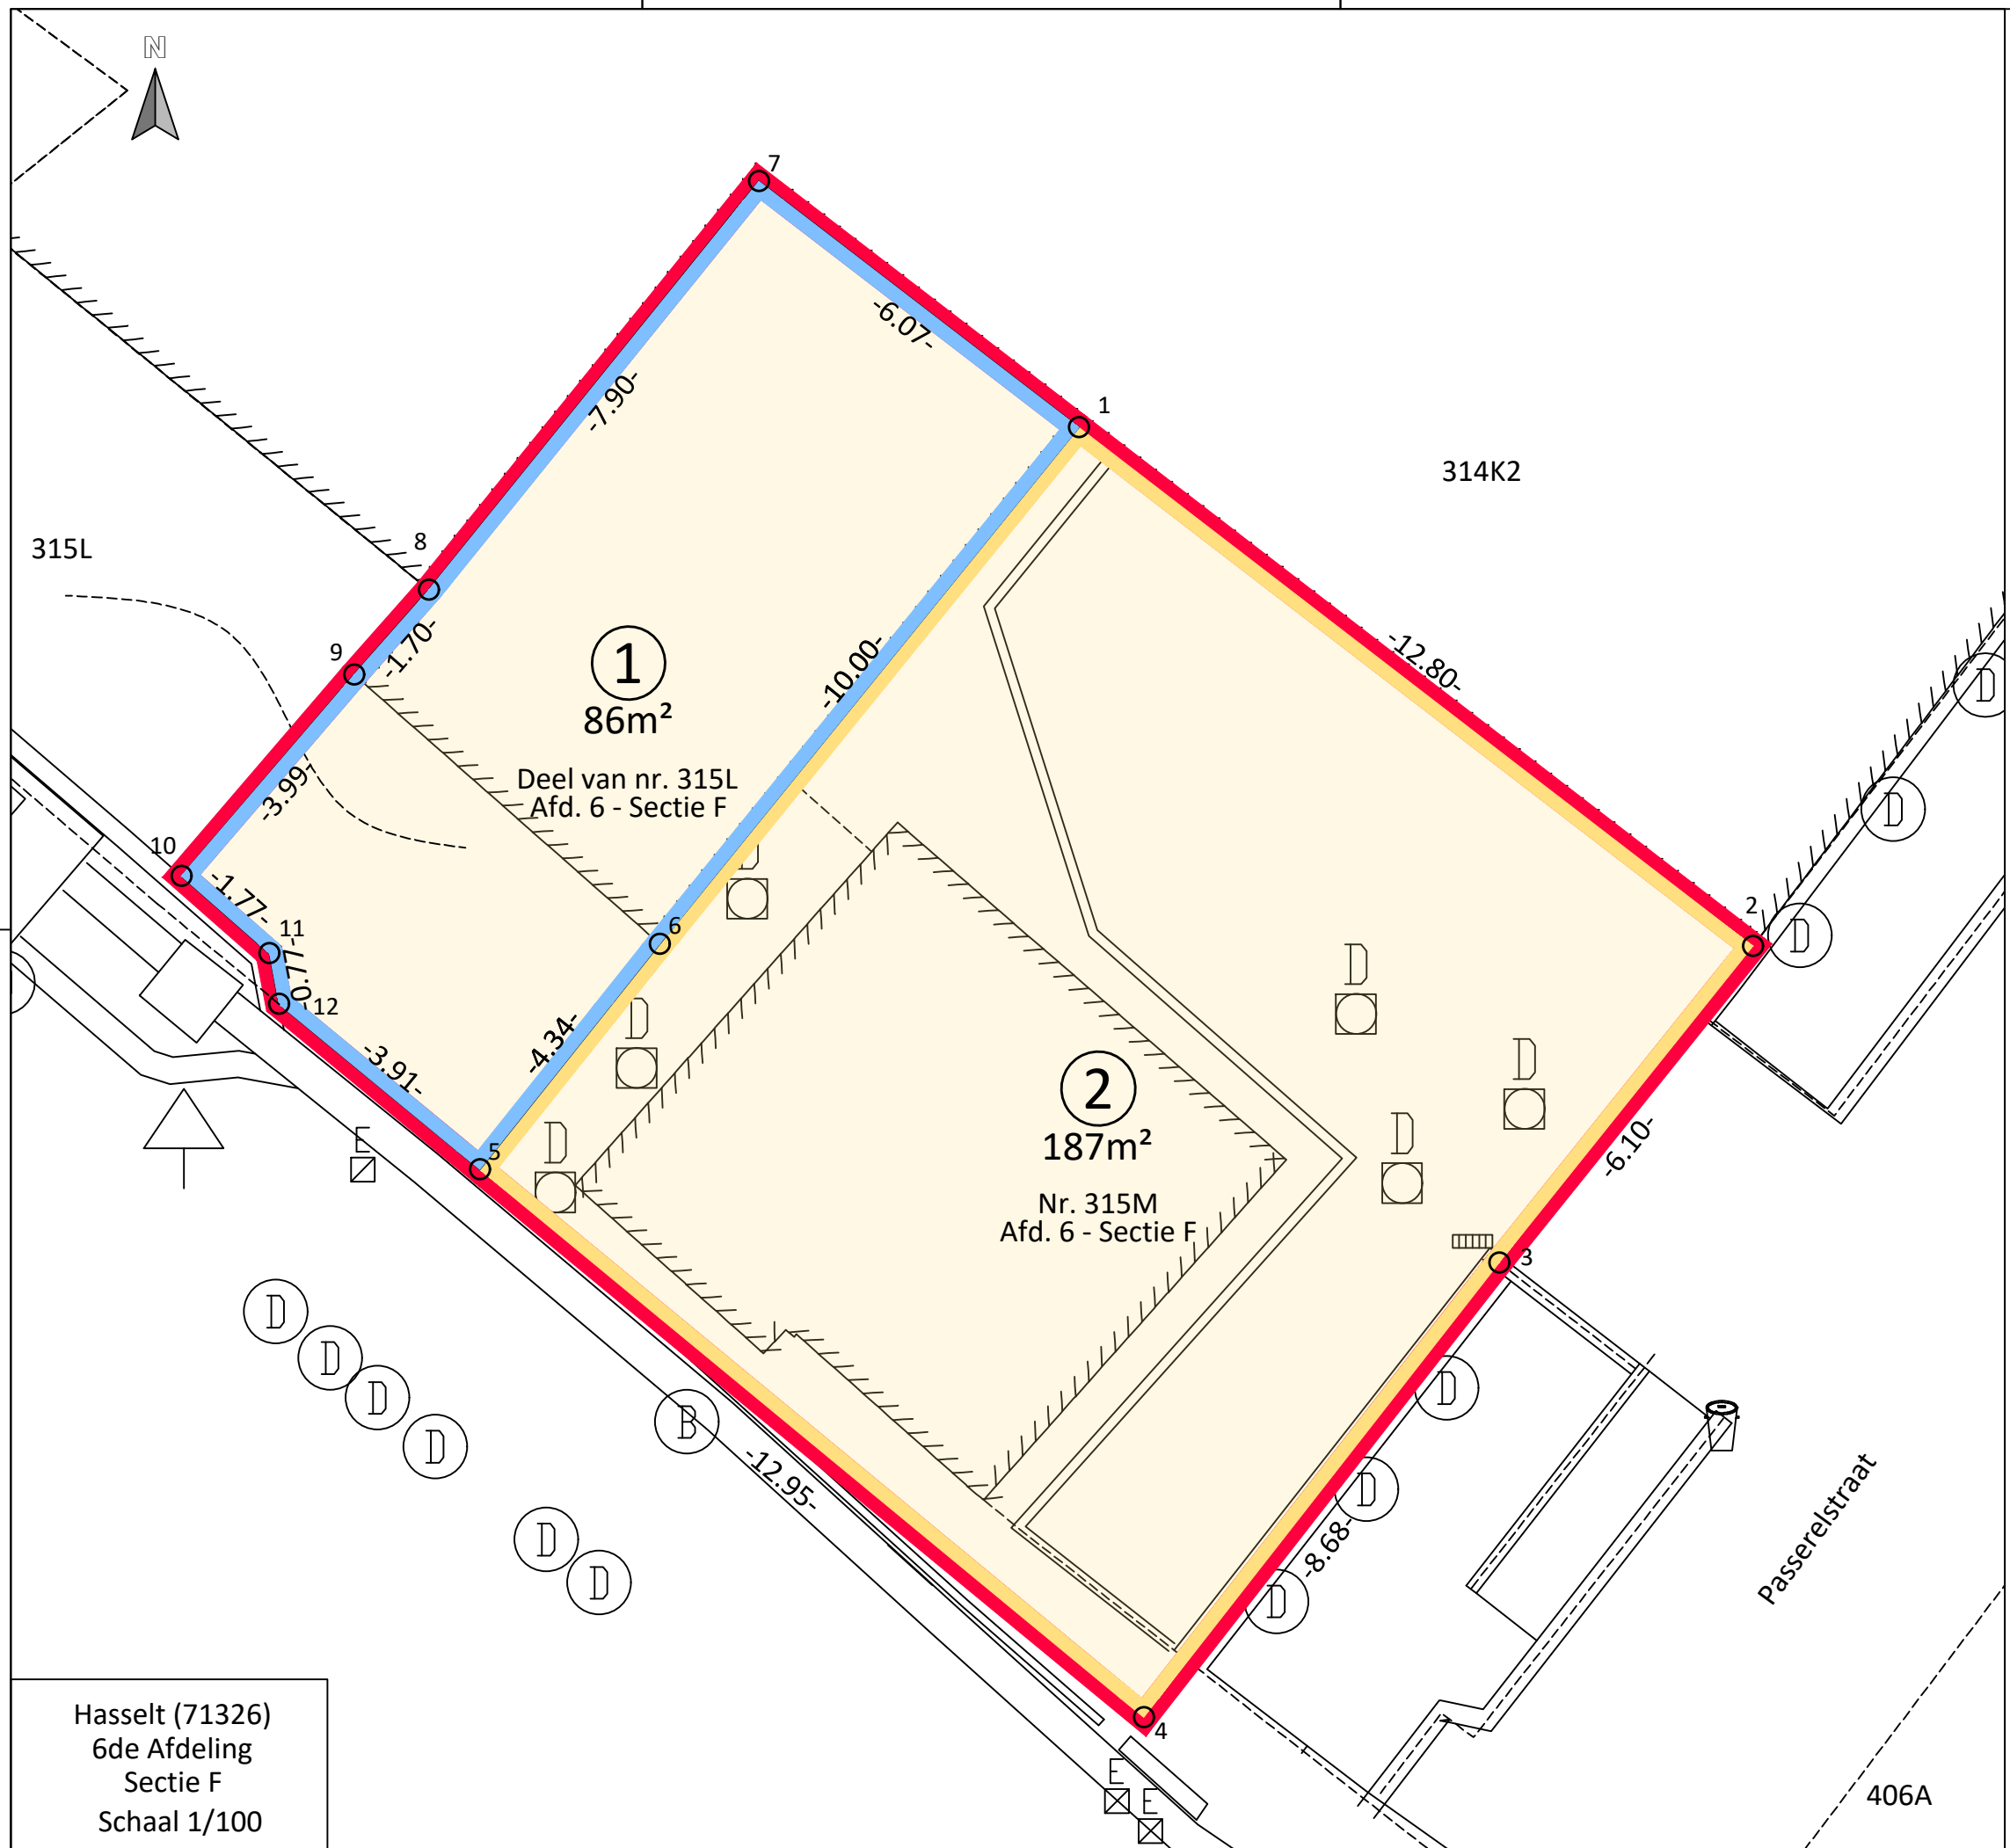 N
7
-6.07-
1
-7.90-
314K2
8
315L
-1.70-
9
-12.80-
-10.00-
1
86m²
D
Deel van nr. 315L
Afd. 6 - Sectie F
D
10
-3.99-
D
-1.77-
2
D
11
6
D
-0.77-
12
D
-4.34-
D
-3.91-
2
187m²
-6.10-
D
D
E
5
Nr. 315M
Afd. 6 - Sectie F
3
D
D
D
D
D
B
-12.95-
D
D
D
-8.68-
Passerelstraat
D
4
E
E
406A
Hasselt (71326)
6de Afdeling
Sectie F
Schaal 1/100